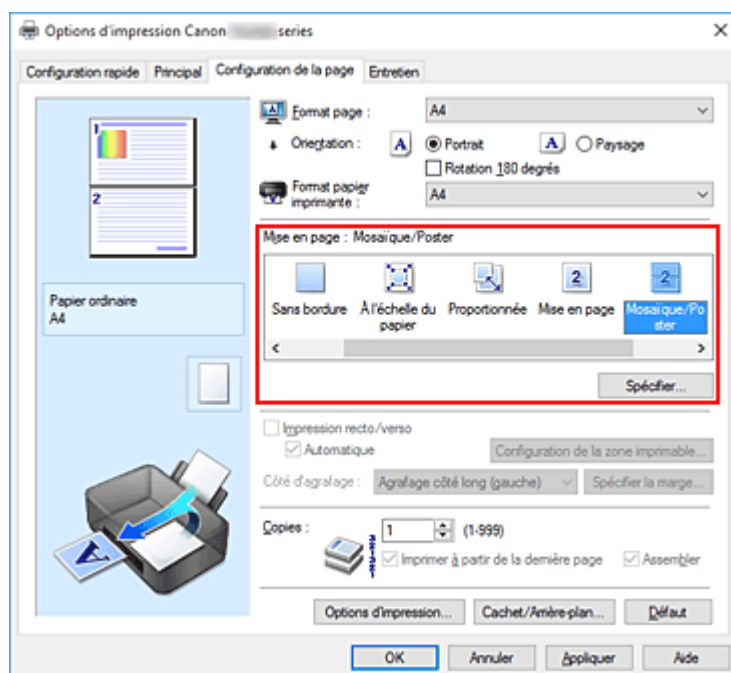 Options d'impression Canon series
Configuration rapide Principal Configuration de la page Entretien
Format page : A4
Orientation : A Portrait A Paysage
Rotation 180 degrés
Format papier imprimante : A4
1
2
Mise en page : Mosaïque/Poster
2 2
Sans bordure À l'échelle du papier Proportionnée Mise en page Mosaïque/Poster
Spécifier...
Papier ordinaire
A4
Impression recto/verso
Automatique Configuration de la zone imprimable...
Côté d'agrafage : Agrafage côté long (gauche) Spécifier la marge...
Copies : 1 (1-999)
Imprimer à partir de la dernière page Assembler
A
Options d'impression... Cachet/Arrière-plan... Défaut
OK Annuler Appliquer Aide